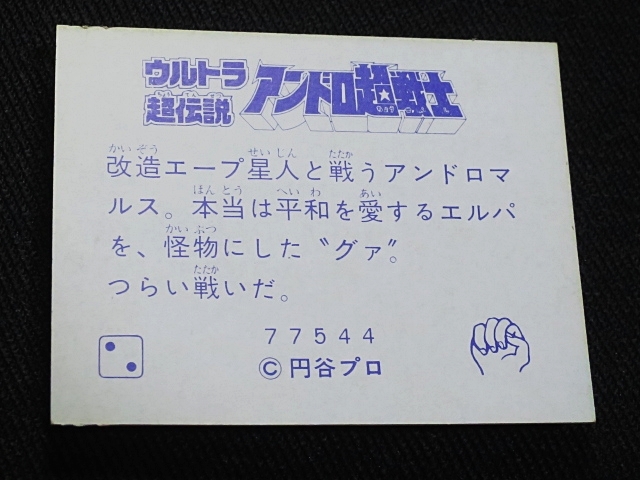 ウルトラ
超伝説
アンドロ超戦士
改造エープ星人と戦うアンドロマ
ルス。本当は平和を愛するエルパ
を、怪物にした〝グァ〟。
つらい戦いだ。
77544
©円谷プロ